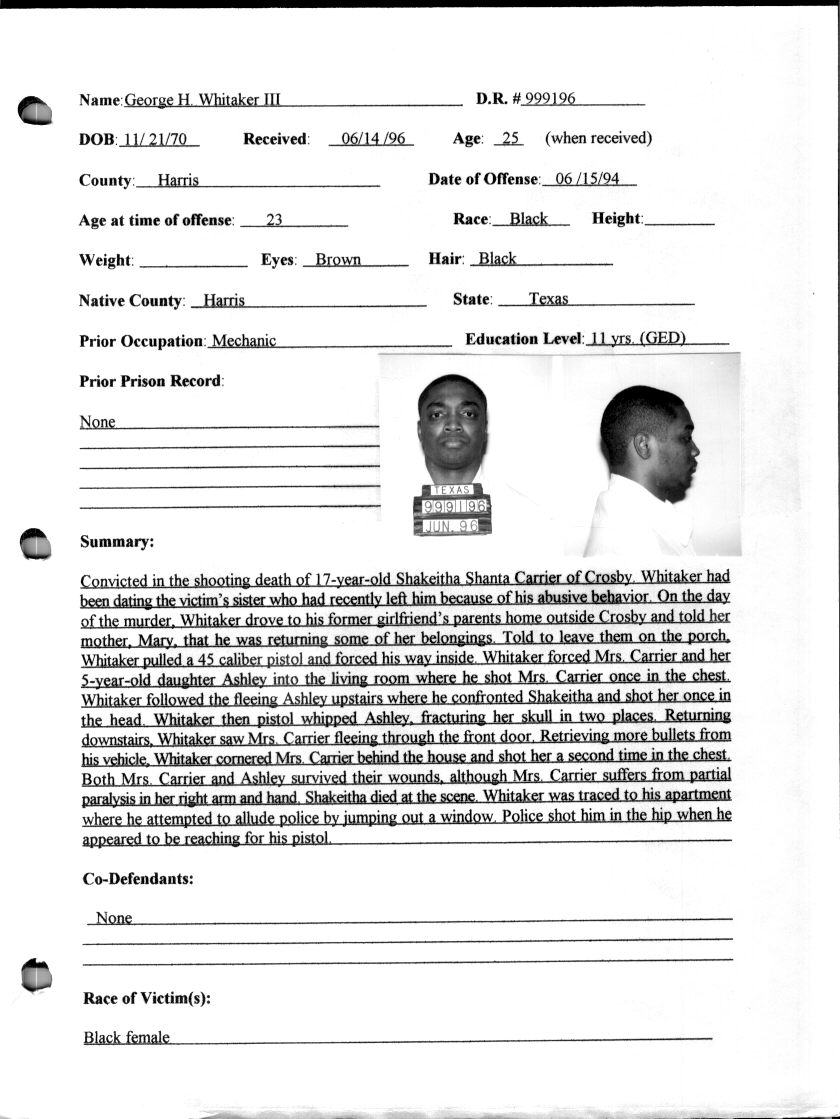 Name: George H. Whitaker III D.R. # 999196
DOB: 11/ 21/70 Received: 06/14 /96 Age: 25 (when received)
County: Harris Date of Offense: 06 /15/94
Age at time of offense: 23 Race: Black Height:
Weight: Eyes: Brown Hair: Black
Native County: Harris State: Texas
Prior Occupation: Mechanic Education Level: 11 yrs. (GED)
Prior Prison Record:
None
TEXAS
999196
JUN. 96
Summary:
Convicted in the shooting death of 17-year-old Shakeitha Shanta Carrier of Crosby. Whitaker had
been dating the victim's sister who had recently left him because of his abusive behavior. On the day
of the murder, Whitaker drove to his former girlfriend's parents home outside Crosby and told her
mother, Mary, that he was returning some of her belongings. Told to leave them on the porch,
Whitaker pulled a 45 caliber pistol and forced his way inside. Whitaker forced Mrs. Carrier and her
5-year-old daughter Ashley into the living room where he shot Mrs. Carrier once in the chest.
Whitaker followed the fleeing Ashley upstairs where he confronted Shakeitha and shot her once in
the head. Whitaker then pistol whipped Ashley, fracturing her skull in two places. Returning
downstairs, Whitaker saw Mrs. Carrier fleeing through the front door. Retrieving more bullets from
his vehicle, Whitaker cornered Mrs. Carrier behind the house and shot her a second time in the chest.
Both Mrs. Carrier and Ashley survived their wounds, although Mrs. Carrier suffers from partial
paralysis in her right arm and hand. Shakeitha died at the scene. Whitaker was traced to his apartment
where he attempted to allude police by jumping out a window. Police shot him in the hip when he
appeared to be reaching for his pistol.
Co-Defendants:
None
Race of Victim(s):
Black female